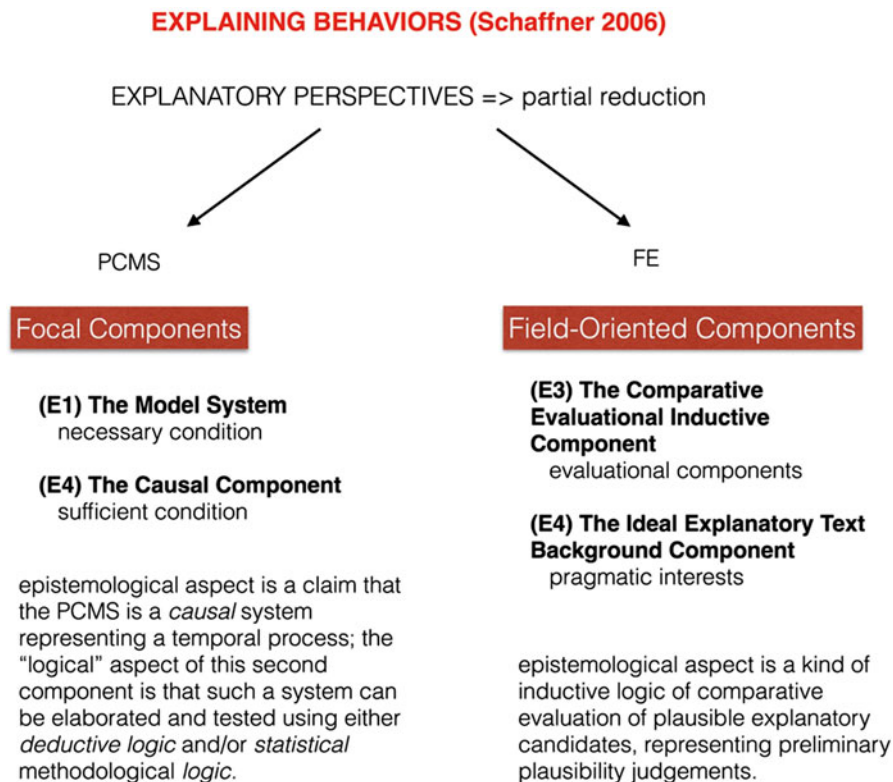 EXPLAINING BEHAVIORS (Schaffner 2006)
EXPLANATORY PERSPECTIVES => partial reduction
PCMS
Focal Components
(E1) The Model System
necessary condition
(E4) The Causal Component
sufficient condition
epistemological aspect is a claim that
the PCMS is a causal system
representing a temporal process; the
“logical” aspect of this second
component is that such a system can
be elaborated and tested using either
deductive logic and/or statistical
methodological logic.
FE
Field-Oriented Components
(E3) The Comparative
Evaluational Inductive
Component
evaluational components
(E4) The Ideal Explanatory Text
Background Component
pragmatic interests
epistemological aspect is a kind of
inductive logic of comparative
evaluation of plausible explanatory
candidates, representing preliminary
plausibility judgements.